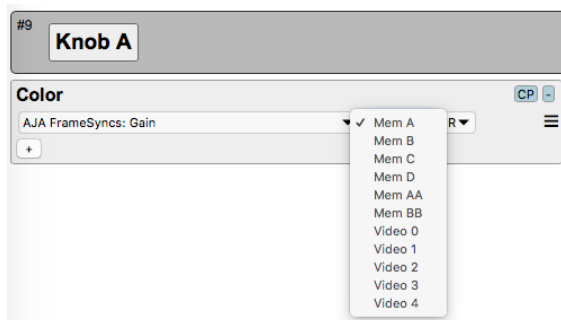 #9
Knob A
Color
CP -
AJA FrameSyncs: Gain
R
+
✓ Mem A
Mem B
Mem C
Mem D
Mem AA
Mem BB
Video 0
Video 1
Video 2
Video 3
Video 4